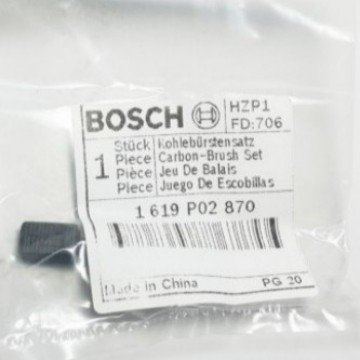 BOSCH HZP1
FD:706
1 Stück Kohlebürstensatz
Piece Carbon-Brush Set
Pièce Jeu De Balais
Pieza Juego De Escobillas
1 619 P02 870
Made in China PG 20